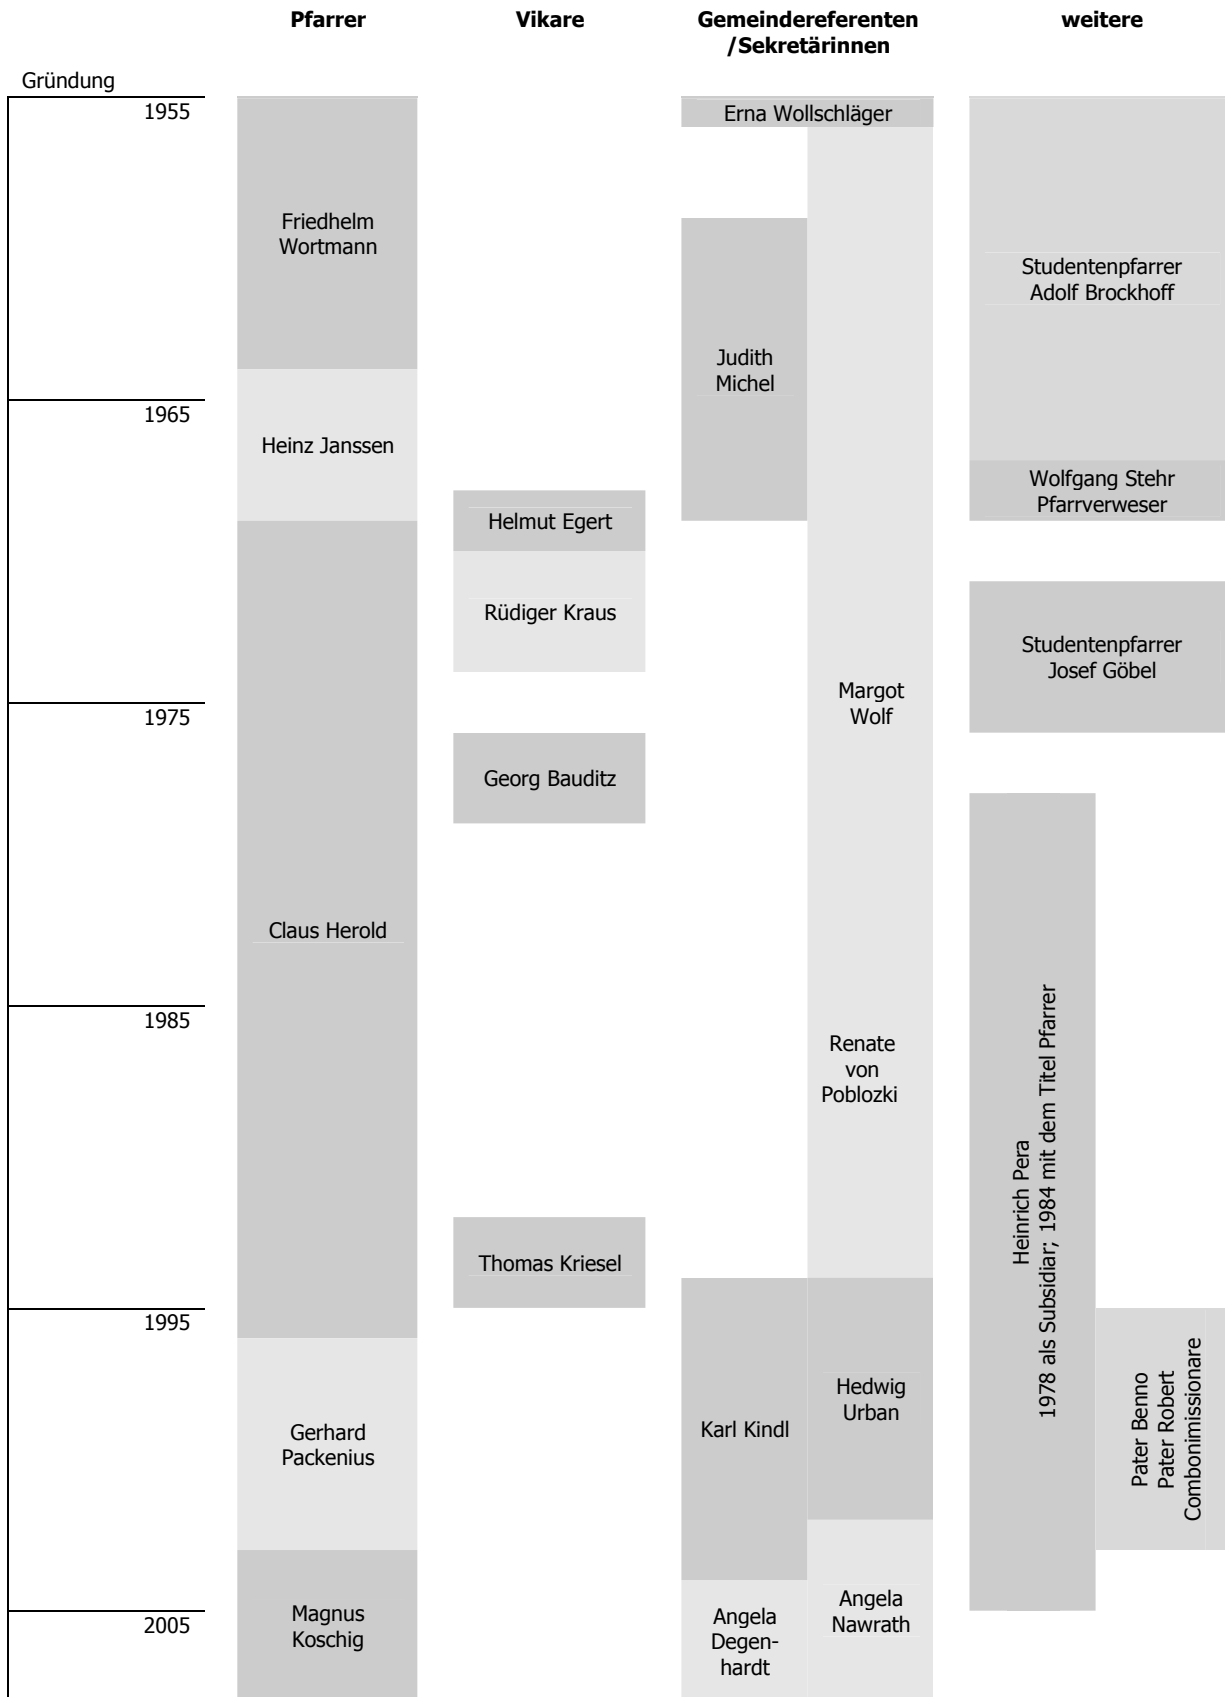 Pfarrer
Vikare
Gemeindereferenten
/Sekretärinnen
weitere
Gründung
1955
1965
1975
1985
1995
2005
Friedhelm
Wortmann
Heinz Janssen
Claus Herold
Gerhard
Packenius
Magnus
Koschig
Helmut Egert
Rüdiger Kraus
Georg Bauditz
Thomas Kriesel
Erna Wollschläger
Judith
Michel
Margot
Wolf
Renate
von
Poblozki
Karl Kindl
Hedwig
Urban
Angela
Degen-
hardt
Angela
Nawrath
Studentenpfarrer
Adolf Brockhoff
Wolfgang Stehr
Pfarrverweser
Studentenpfarrer
Josef Göbel
Heinrich Pera
1978 als Subsidiar; 1984 mit dem Titel Pfarrer
Pater Benno
Pater Robert
Combonimissionare